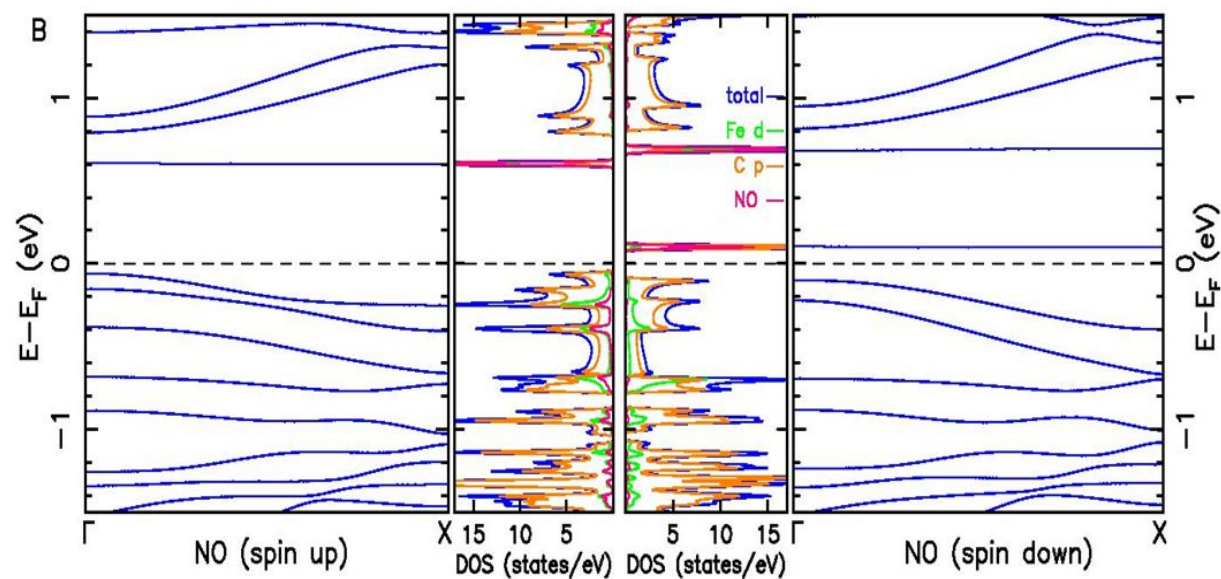 B
E−E_F (eV)
1
0
−1
Γ
X
NO (spin up)
15
10
5
DOS (states/eV)
total
Fe d
C p
NO
5
10
15
DOS (states/eV)
Γ
X
NO (spin down)
1
0
−1
E−E_F (eV)